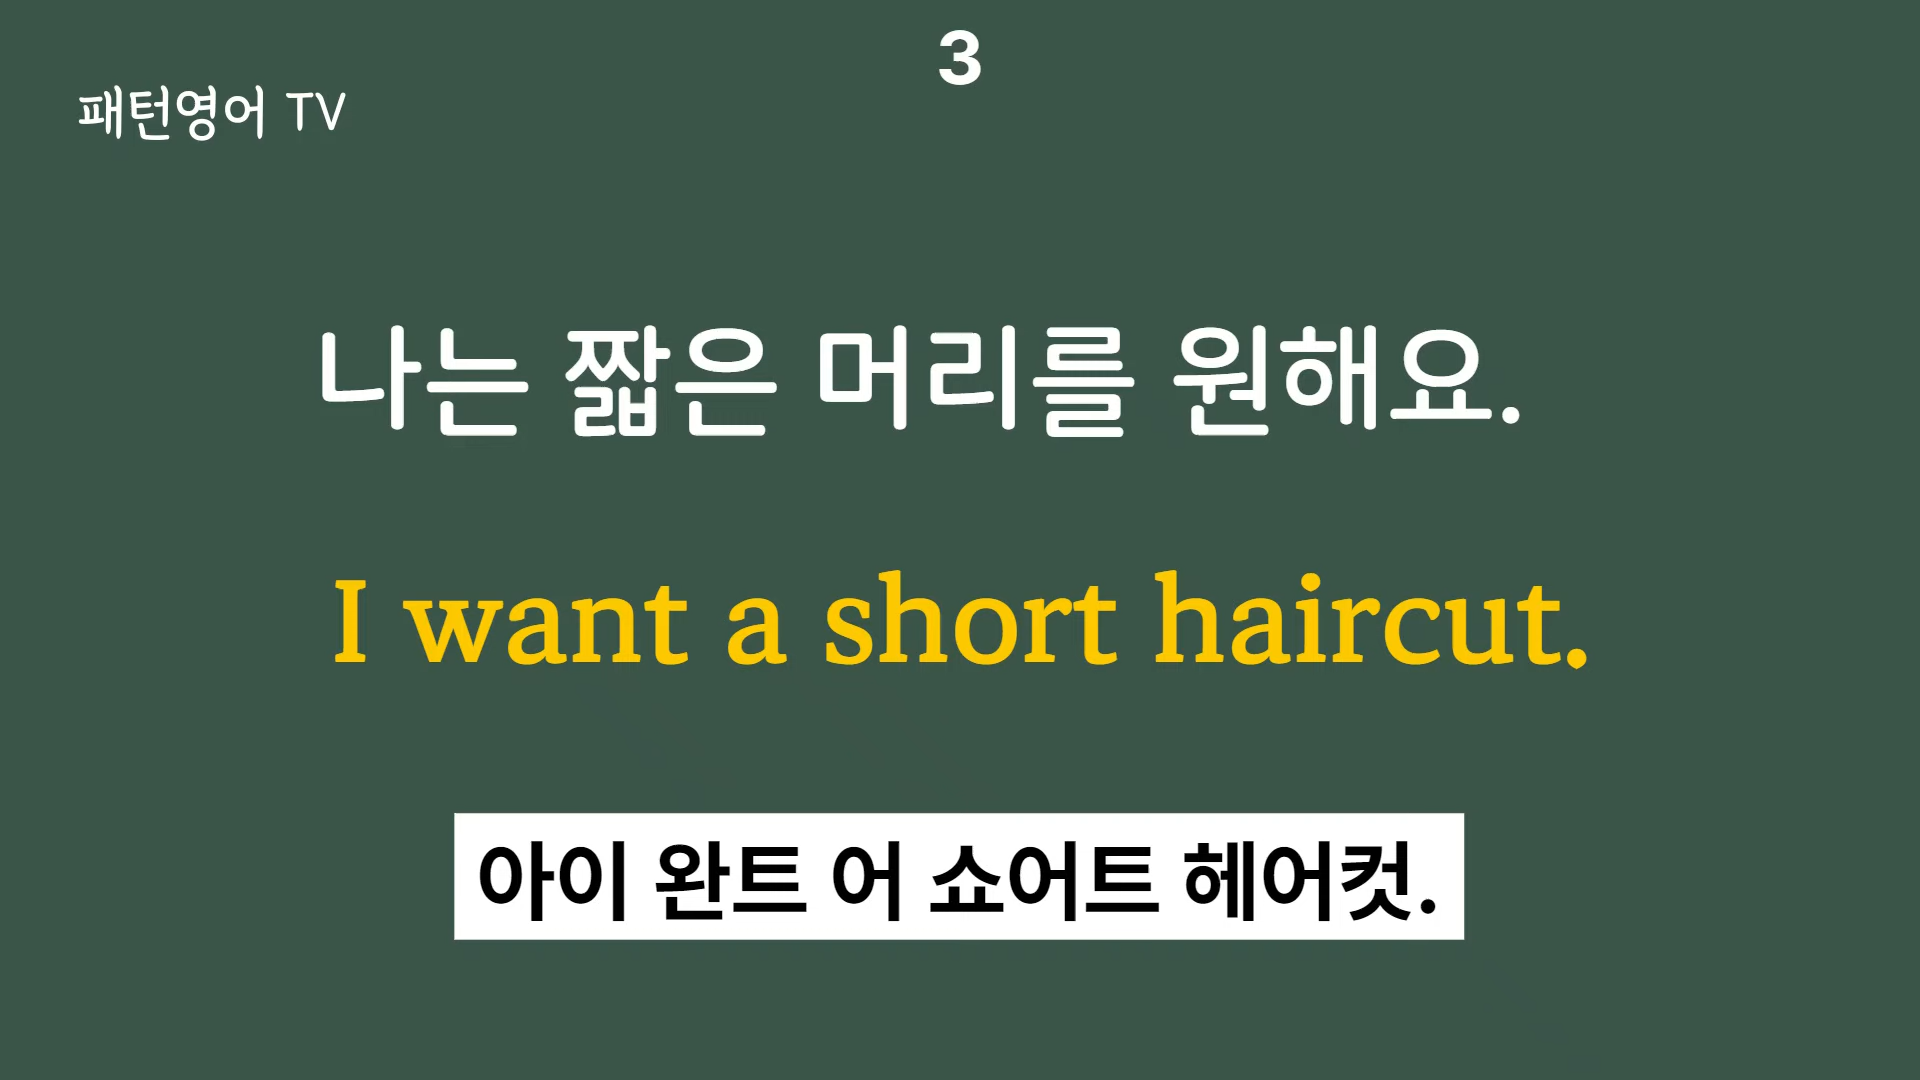 3
패턴영어 TV
나는 짧은 머리를 원해요.
I want a short haircut.
아이 완트 어 쇼어트 헤어컷.